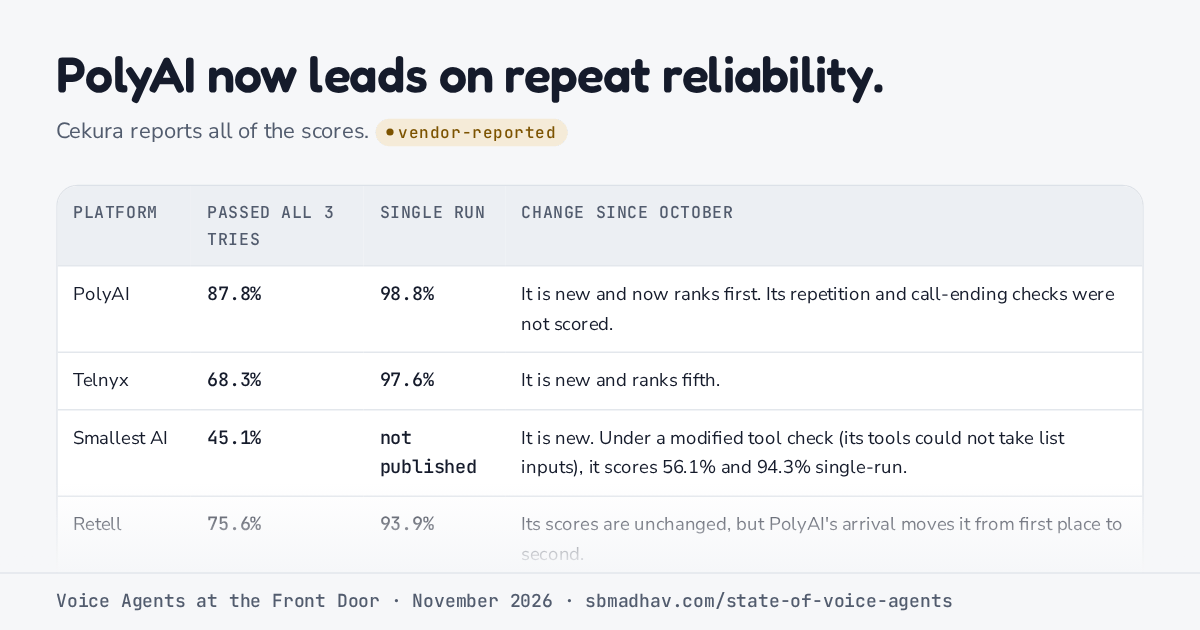 PolyAI now leads on repeat reliability.
Cekura reports all of the scores. • vendor-reported
PLATFORM PASSED ALL 3 SINGLE RUN CHANGE SINCE OCTOBER
TRIES
PolyAI 87.8% 98.8% It is new and now ranks first. Its repetition and call-ending checks were
not scored.
Telnyx 68.3% 97.6% It is new and ranks fifth.
Smallest AI 45.1% not It is new. Under a modified tool check (its tools could not take list
published inputs), it scores 56.1% and 94.3% single-run.
Retell 75.6% 93.9% Its scores are unchanged, but PolyAI's arrival moves it from first place to
second.
Voice Agents at the Front Door · November 2026 · sbmadhav.com/state-of-voice-agents